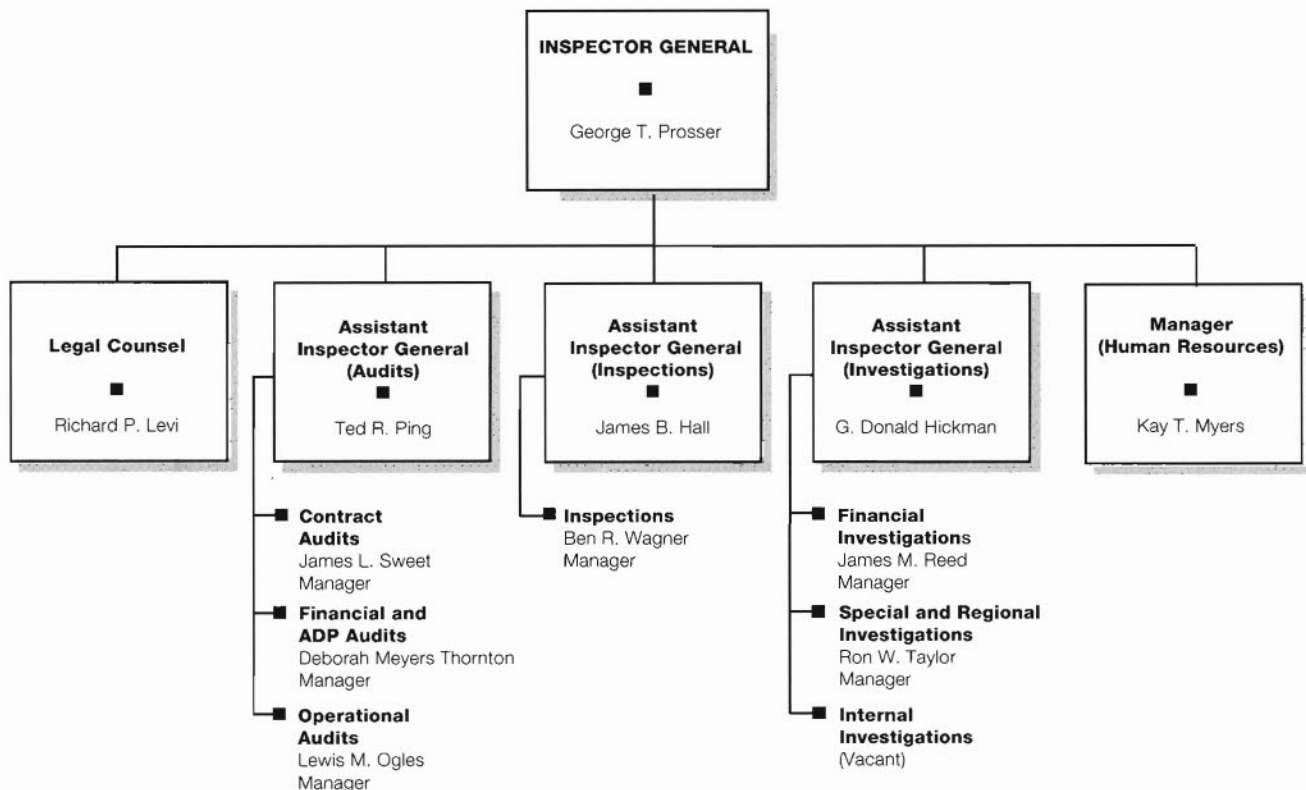 INSPECTOR GENERAL
George T. Prosser
Legal Counsel
Richard P. Levi
Assistant
Inspector General
(Audits)
Ted R. Ping
Assistant
Inspector General
(Inspections)
James B. Hall
Assistant
Inspector General
(Investigations)
G. Donald Hickman
Manager
(Human Resources)
Kay T. Myers
Contract
Audits
James L. Sweet
Manager
Financial and
ADP Audits
Deborah Meyers Thornton
Manager
Operational
Audits
Lewis M. Ogles
Manager
Inspections
Ben R. Wagner
Manager
Financial
Investigations
James M. Reed
Manager
Special and Regional
Investigations
Ron W. Taylor
Manager
Internal
Investigations
(Vacant)